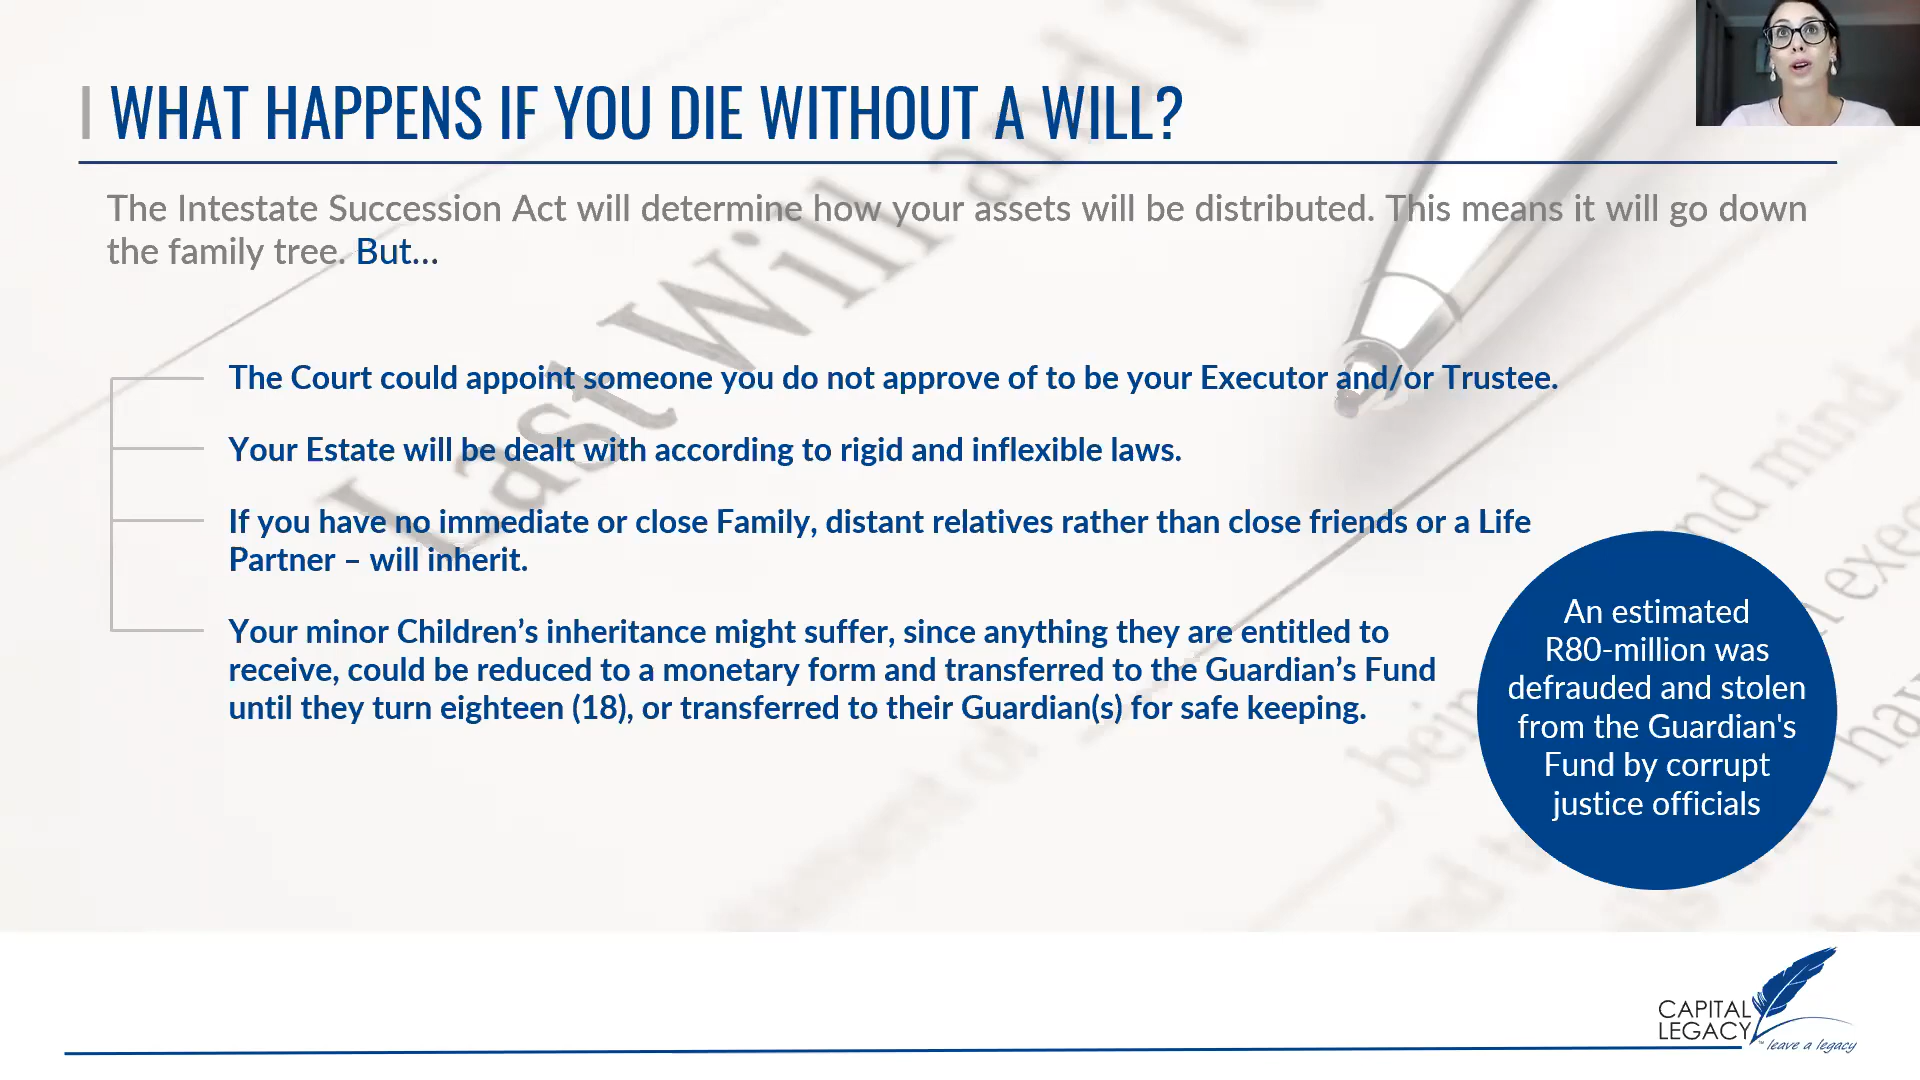 WHAT HAPPENS IF YOU DIE WITHOUT A WILL?
The Intestate Succession Act will determine how your assets will be distributed. This means it will go down
the family tree. But...
The Court could appoint someone you do not approve of to be your Executor and/or Trustee.
Your Estate will be dealt with according to rigid and inflexible laws.
If you have no immediate or close Family, distant relatives rather than close friends or a Life
Partner – will inherit.
Your minor Children’s inheritance might suffer, since anything they are entitled to
receive, could be reduced to a monetary form and transferred to the Guardian’s Fund
until they turn eighteen (18), or transferred to their Guardian(s) for safe keeping.
An estimated
R80-million was
defrauded and stolen
from the Guardian's
Fund by corrupt
justice officials
Last Will and
nd mind
being
CAPITAL
LEGACY
™ leave a legacy